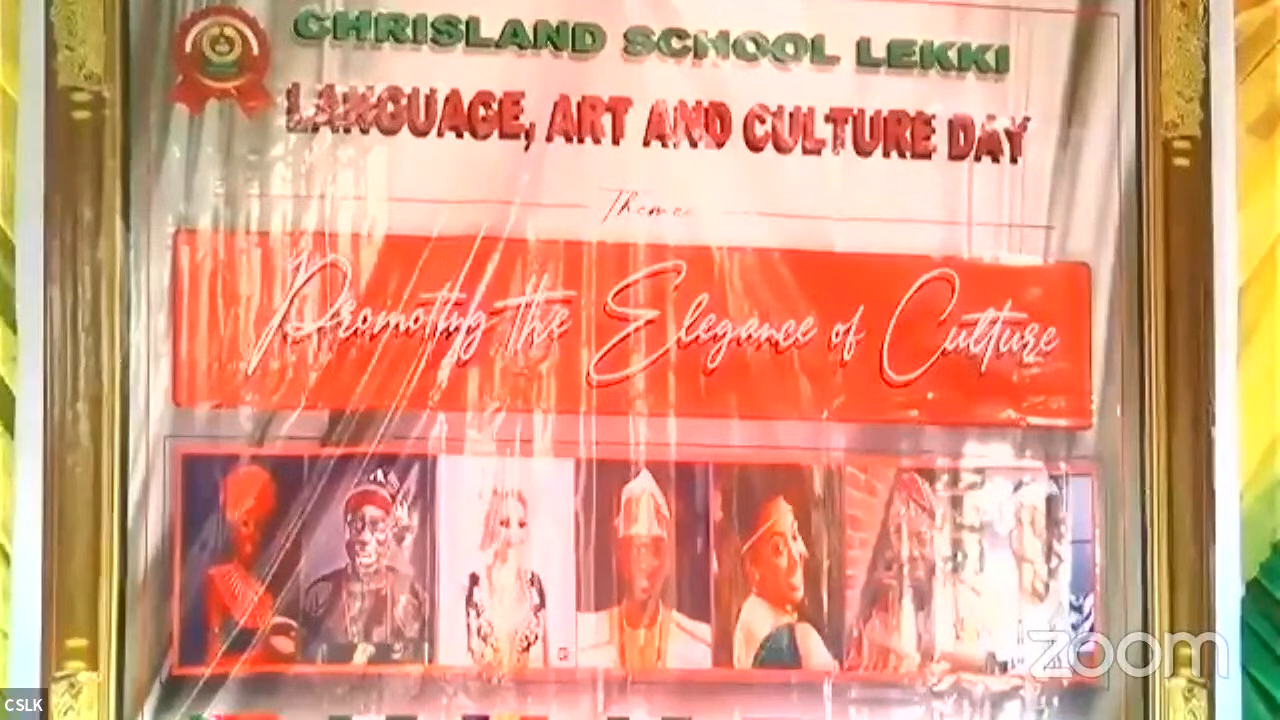 CHRISLAND SCHOOL LEKKI
LANGUAGE, ART AND CULTURE DAY
Theme
Promoting the Elegance of Culture
zoom
CSLK